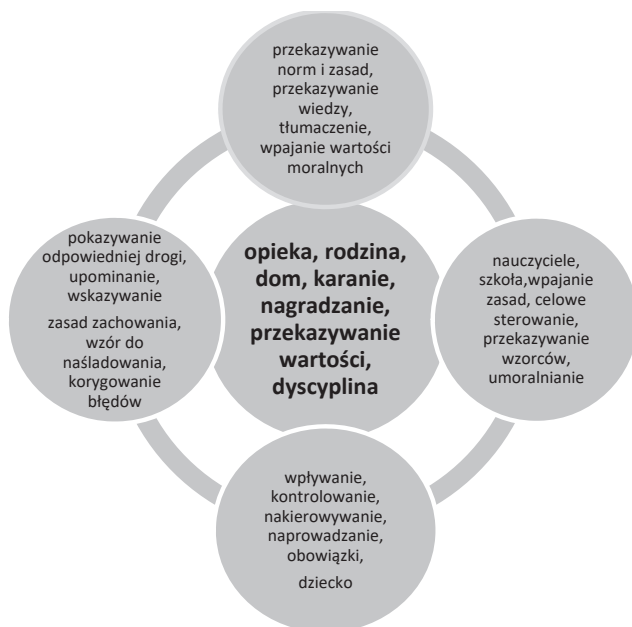 przekazywanie
norm i zasad,
przekazywanie
wiedzy,
tłumaczenie,
wpajanie wartości
moralnych
pokazywanie
odpowiedniej drogi,
upominanie,
wskazywanie
zasad zachowania,
wzór do
naśladowania,
korygowanie
błędów
opieka, rodzina,
dom, karanie,
nagradzanie,
przekazywanie
wartości,
dyscyplina
nauczyciele,
szkoła,wpajanie
zasad, celowe
sterowanie,
przekazywanie
wzorców,
umoralnianie
wpływanie,
kontrolowanie,
nakierowywanie,
naprowadzanie,
obowiązki,
dziecko